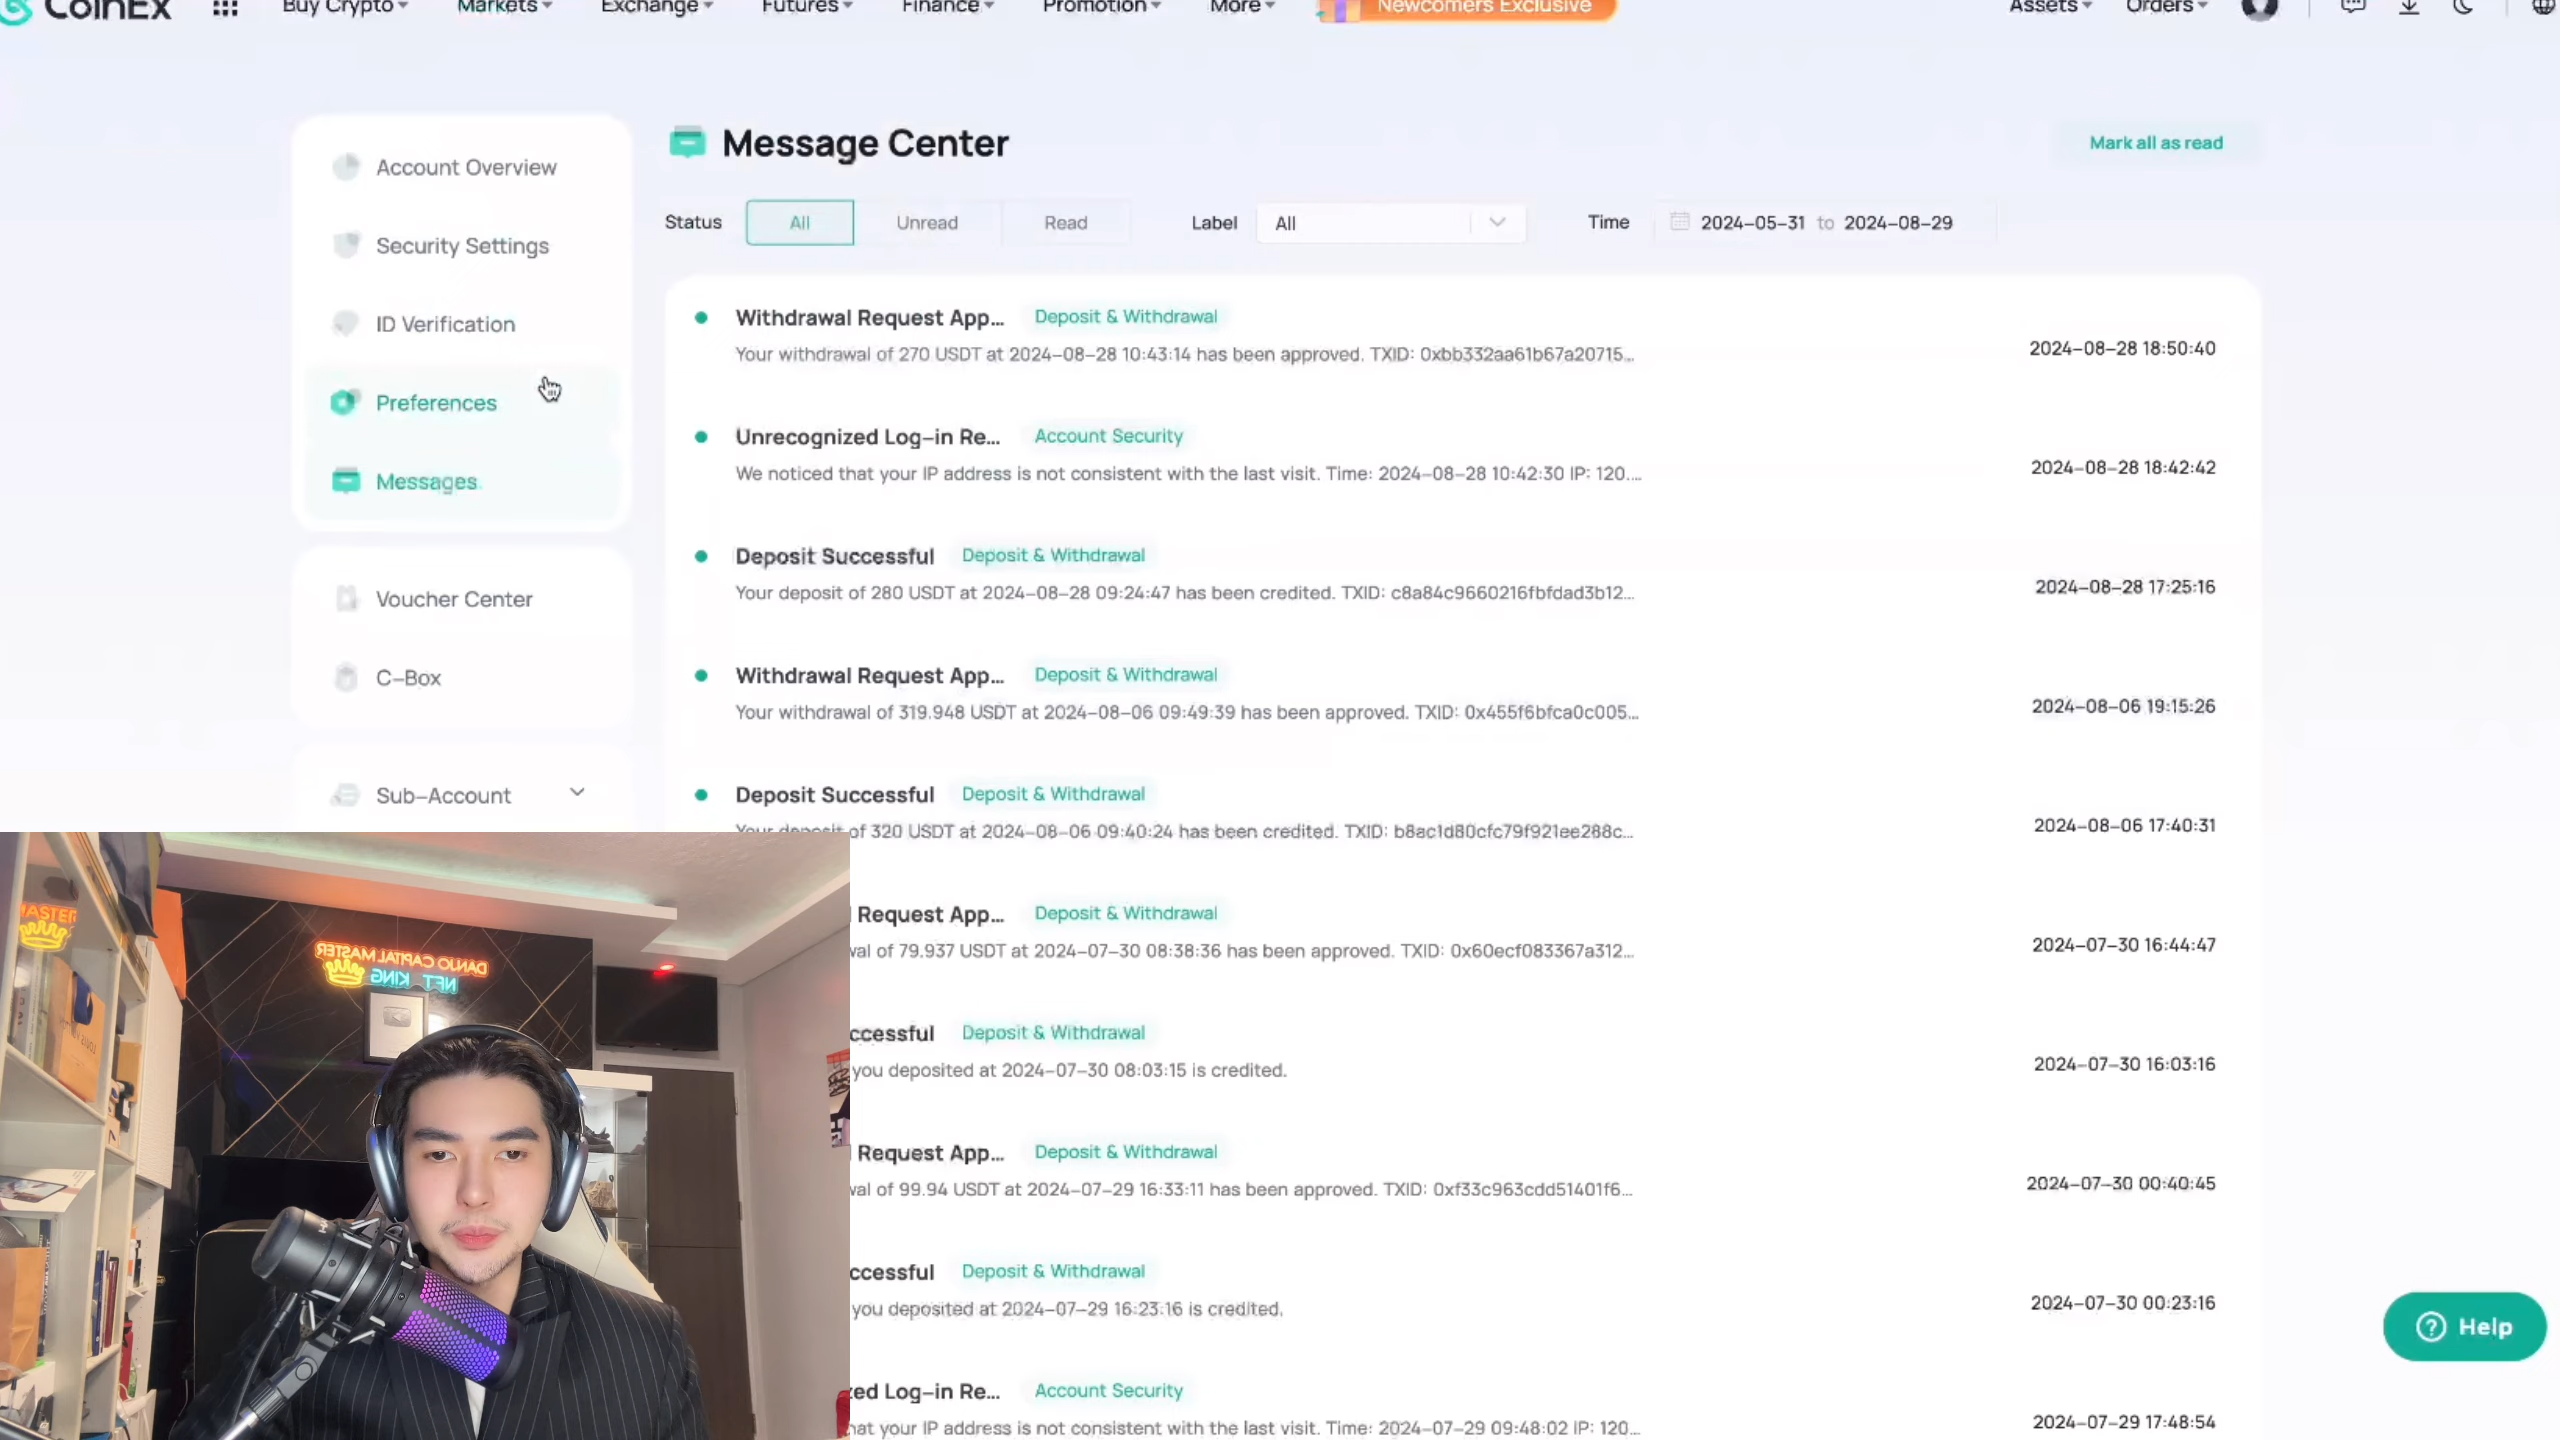 CoinEx
Buy Crypto
Markets
Exchange
Futures
Finance
Promotion
More
Newcomers Exclusive
Assets
Orders
Account Overview
Security Settings
ID Verification
Preferences
Messages
Voucher Center
C-Box
Sub-Account
Message Center
Mark all as read
Status
All
Unread
Read
Label
All
Time
2024-05-31 to 2024-08-29
Withdrawal Request App... Deposit & Withdrawal
Your withdrawal of 270 USDT at 2024-08-28 10:43:14 has been approved. TXID: 0xbb332aa61b67a20715...
2024-08-28 18:50:40
Unrecognized Log-in Re... Account Security
We noticed that your IP address is not consistent with the last visit. Time: 2024-08-28 10:42:30 IP: 120....
2024-08-28 18:42:42
Deposit Successful Deposit & Withdrawal
Your deposit of 280 USDT at 2024-08-28 09:24:47 has been credited. TXID: c8a84c9660216fbfdad3b12...
2024-08-28 17:25:16
Withdrawal Request App... Deposit & Withdrawal
Your withdrawal of 319.948 USDT at 2024-08-06 09:49:39 has been approved. TXID: 0x455f6bfca0c005...
2024-08-06 19:15:26
Deposit Successful Deposit & Withdrawal
Your deposit of 320 USDT at 2024-08-06 09:40:24 has been credited. TXID: b8ac1d80cfc79f921ee288c...
2024-08-06 17:40:31
Request App... Deposit & Withdrawal
val of 79.937 USDT at 2024-07-30 08:38:36 has been approved. TXID: 0x60ecf083367a312...
2024-07-30 16:44:47
ccessful Deposit & Withdrawal
you deposited at 2024-07-30 08:03:15 is credited.
2024-07-30 16:03:16
Request App... Deposit & Withdrawal
val of 99.94 USDT at 2024-07-29 16:33:11 has been approved. TXID: 0xf33c963cdd51401f6...
2024-07-30 00:40:45
ccessful Deposit & Withdrawal
you deposited at 2024-07-29 16:23:16 is credited.
2024-07-30 00:23:16
ed Log-in Re... Account Security
hat your IP address is not consistent with the last visit. Time: 2024-07-29 09:48:02 IP: 120...
2024-07-29 17:48:54
Help
DANJO CAPITAL MASTER
NFT KING